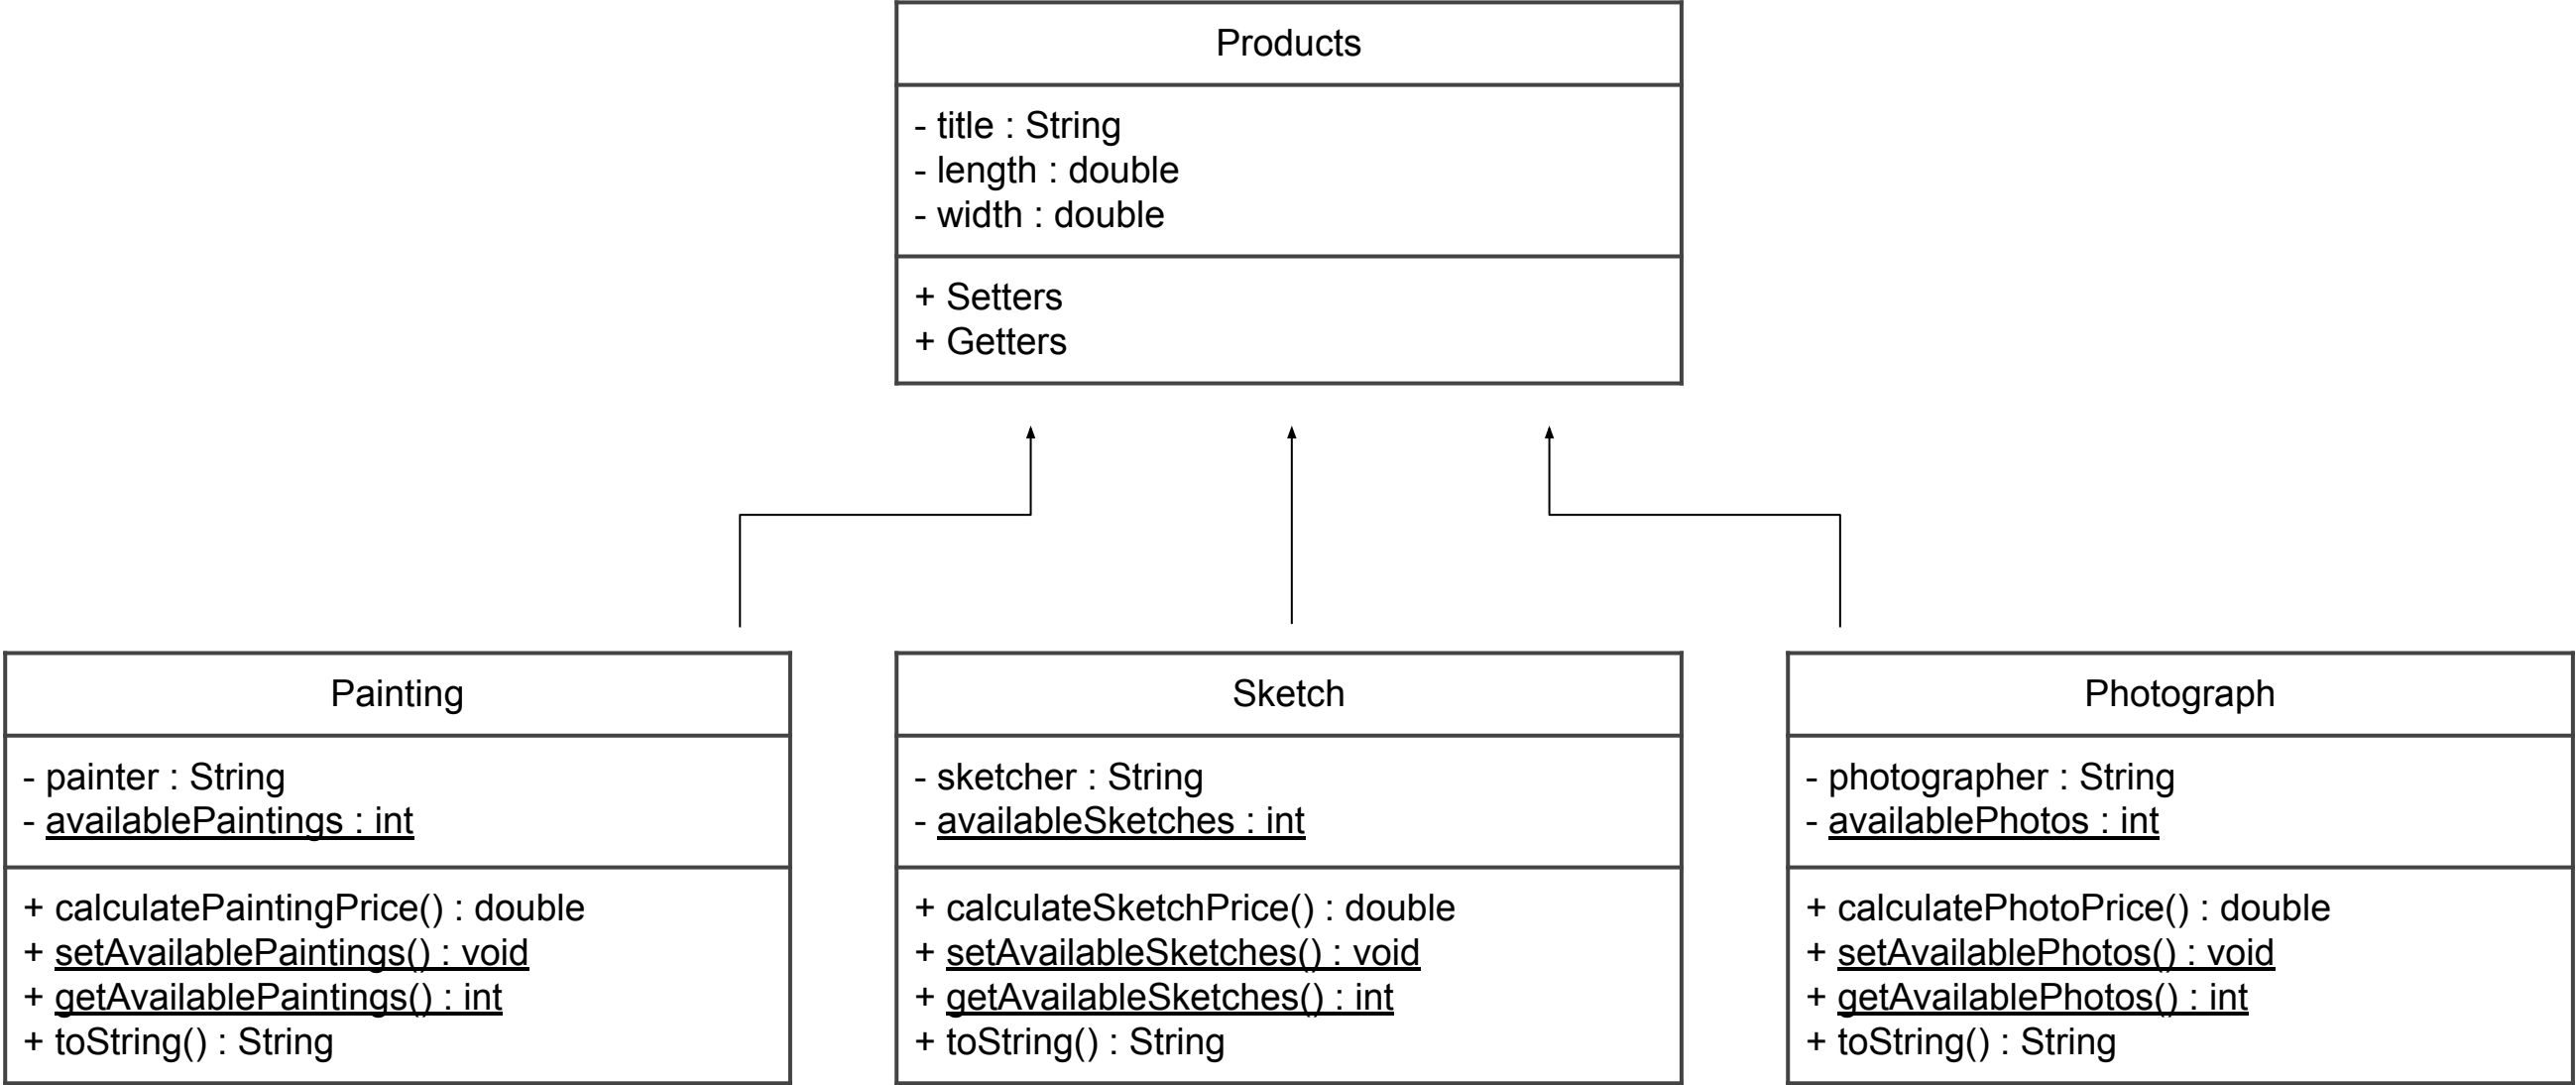 Products
- title : String
- length : double
- width : double
+ Setters
+ Getters
Painting
- painter : String
- availablePaintings : int
+ calculatePaintingPrice() : double
+ setAvailablePaintings() : void
+ getAvailablePaintings() : int
+ toString() : String
Sketch
- sketcher : String
- availableSketches : int
+ calculateSketchPrice() : double
+ setAvailableSketches() : void
+ getAvailableSketches() : int
+ toString() : String
Photograph
- photographer : String
- availablePhotos : int
+ calculatePhotoPrice() : double
+ setAvailablePhotos() : void
+ getAvailablePhotos() : int
+ toString() : String